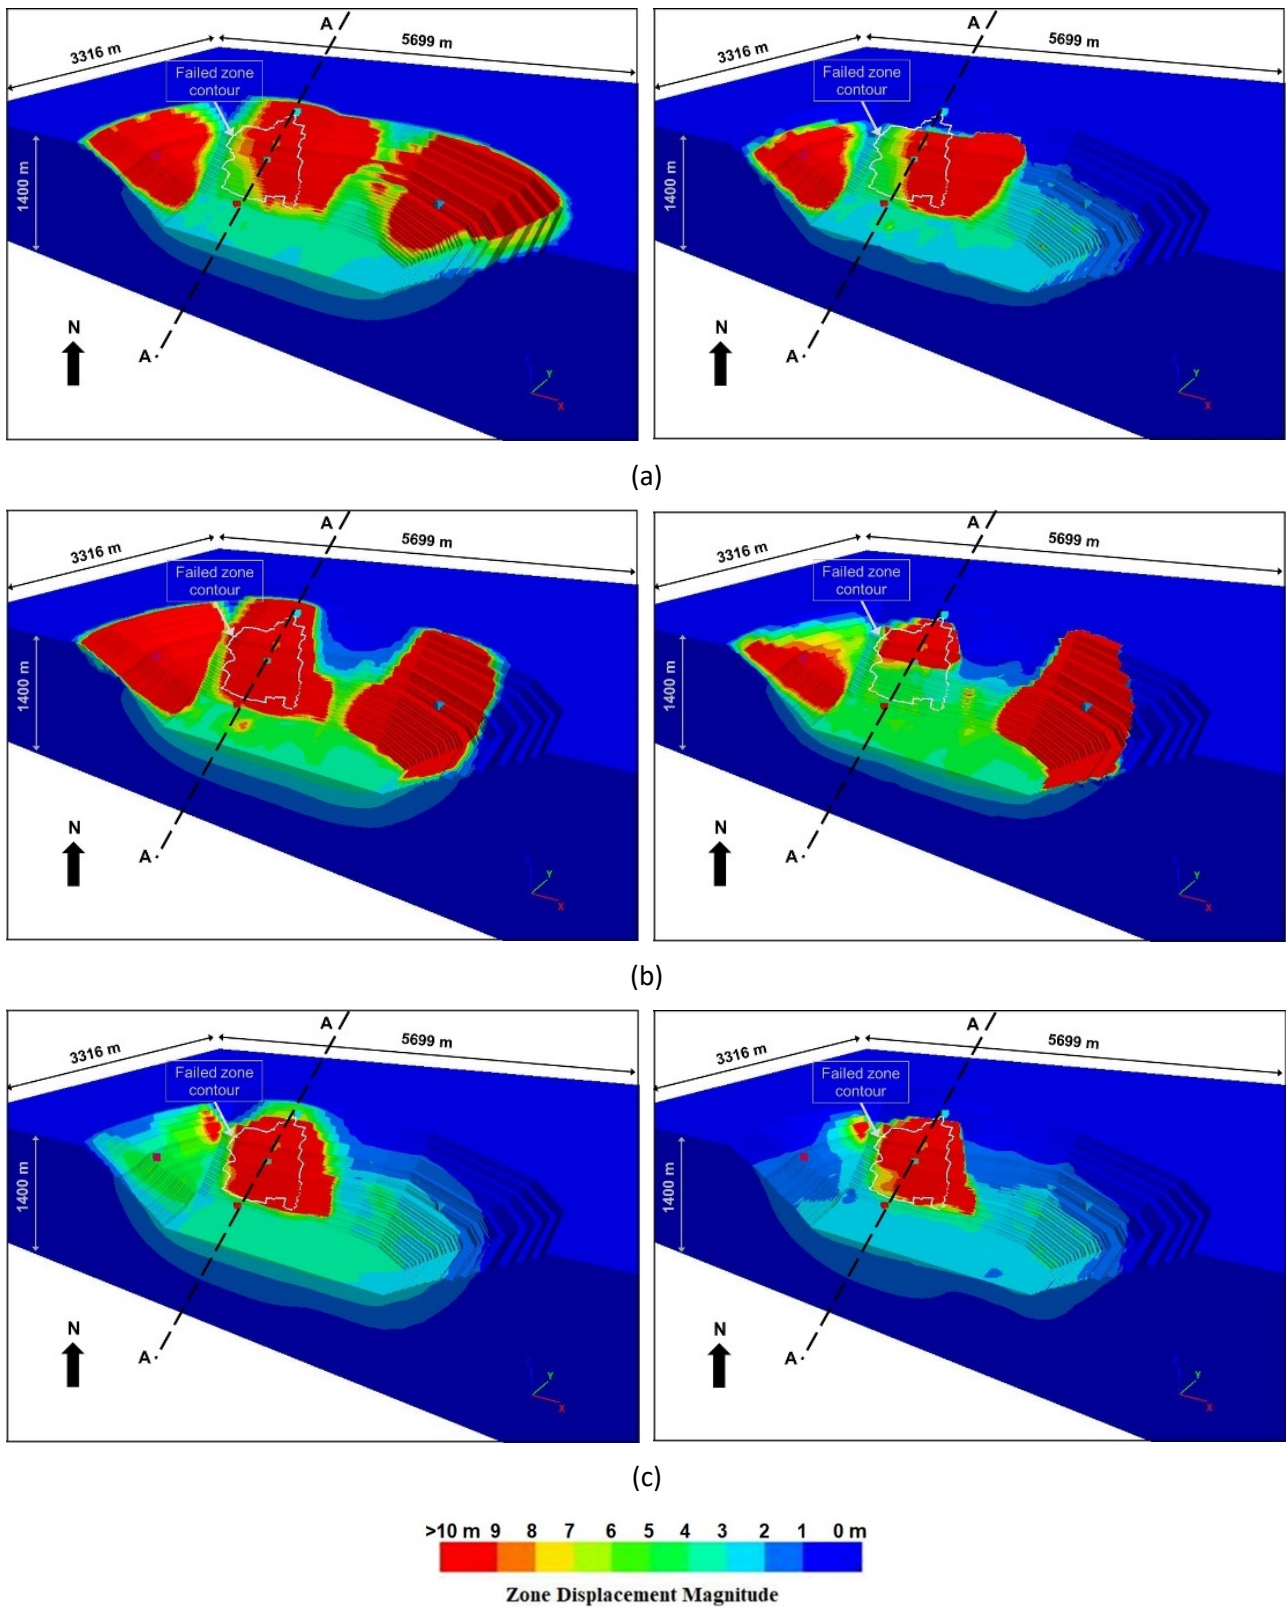 A
A
3316 m
5699 m
3316 m
5699 m
Failed zone
contour
Failed zone
contour
1400 m
1400 m
N
N
A
A
Y
X
Y
X
(a)
A
A
3316 m
5699 m
3316 m
5699 m
Failed zone
contour
Failed zone
contour
1400 m
1400 m
N
N
A
A
Y
X
Y
X
(b)
A
A
3316 m
5699 m
3316 m
5699 m
Failed zone
contour
Failed zone
contour
1400 m
1400 m
N
N
A
A
Y
X
Y
X
(c)
>10 m 9 8 7 6 5 4 3 2 1 0 m
Zone Displacement Magnitude